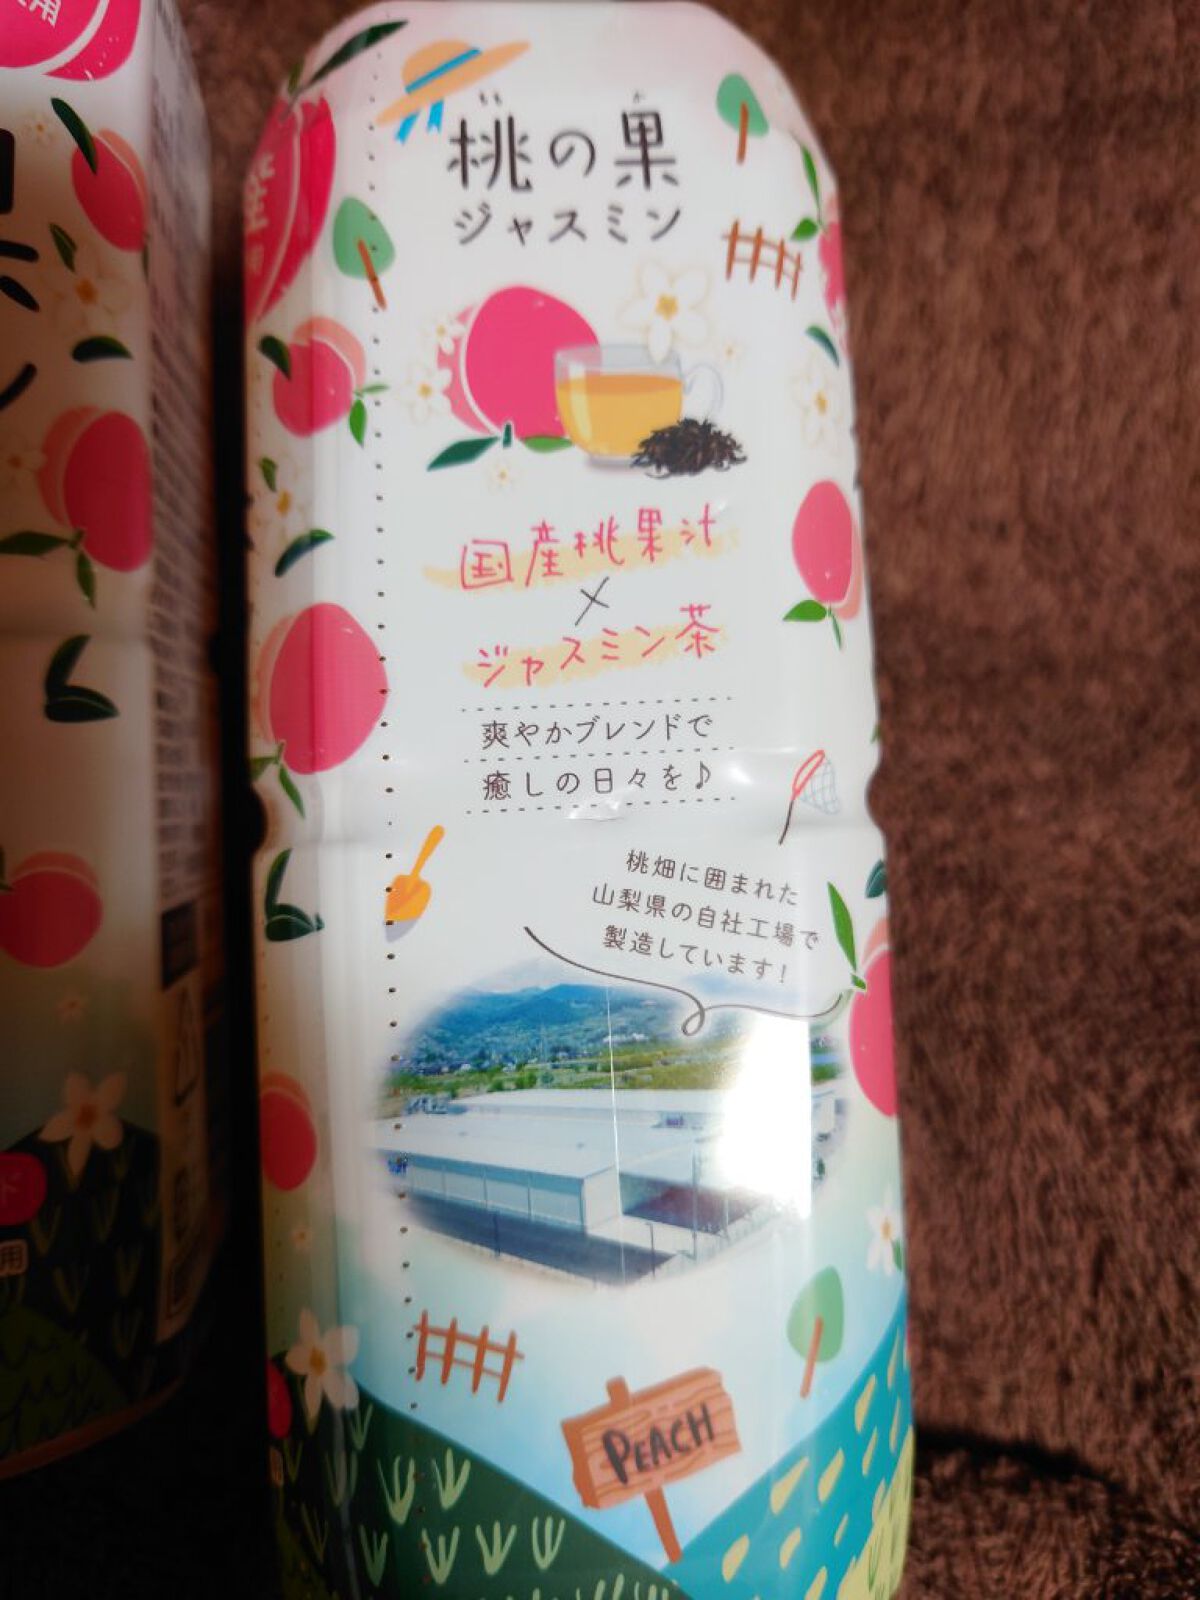 桃の果
ジャスミン
国産桃果汁
×
ジャスミン茶
爽やかブレンドで
癒しの日々を♪
桃畑に囲まれた
山梨県の自社工場で
製造しています!
PEACH
用